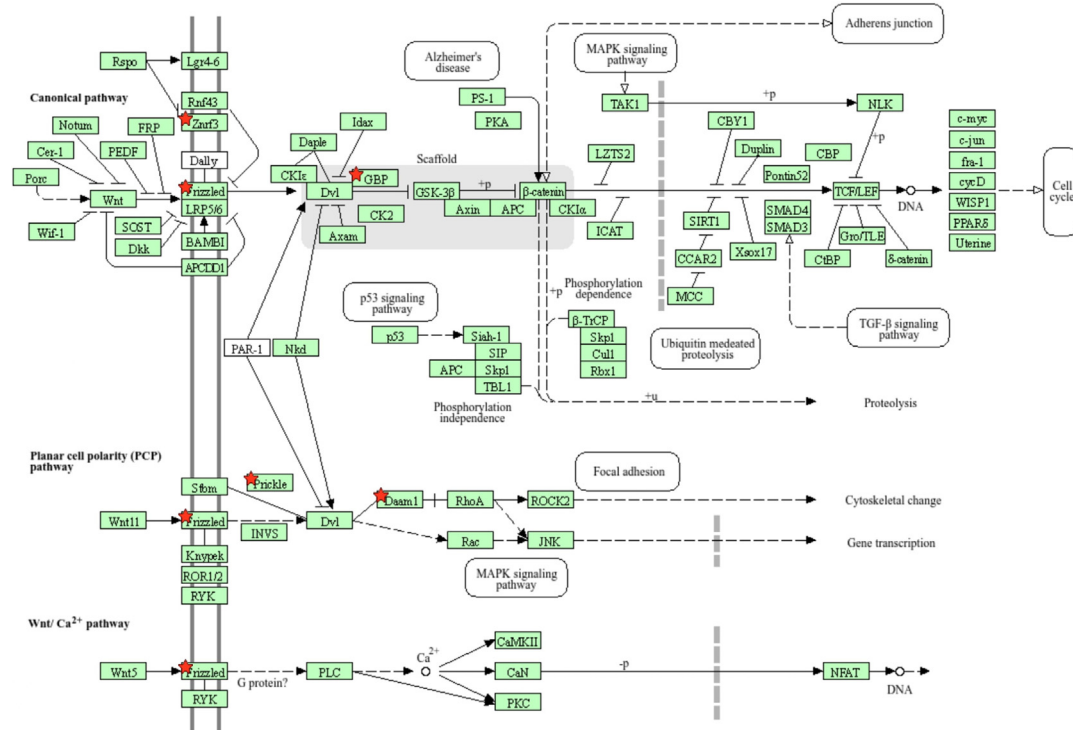 Adherens junction
Alzheimer's
disease
MAPK signaling
pathway
Rspo
Lgr4-6
Canonical pathway
Rnf43
Znrf3
Notum
FRP
Cer-1
PEDF
Dally
Porc
Wnt
Frizzled
LRP5/6
Wif-1
SOST
Dkk
BAMBI
APCDD1
Idax
Daple
CKIε
GBP
Dvl
Scaffold
PS-1
PKA
GSK-3β
+p
β-catenin
Axin
APC
CKIα
CK2
Axam
TAK1
+p
NLK
+p
LZTS2
ICAT
CBY1
Duplin
CBP
Pontin52
TCF/LEF
DNA
SIRT1
SMAD4
SMAD3
CCAR2
Xsox17
MCC
Gro/TLE
CtBP
δ-catenin
c-myc
c-jun
fra-1
cycD
WISP1
PPARδ
Uterine
Cell
cycle
p53 signaling
pathway
+p
Phosphorylation
dependence
p53
Siah-1
SIP
APC
Skp1
TBL1
Phosphorylation
independence
β-TrCP
Skp1
Cul1
Rbx1
Ubiquitin medeated
proteolysis
TGF-β signaling
pathway
+u
Proteolysis
PAR-1
Nkd
Planar cell polarity (PCP)
pathway
Stbm
Prickle
Wnt11
Frizzled
INVS
Dvl
Knypek
ROR1/2
RYK
Daam1
RhoA
ROCK2
Focal adhesion
Cytoskeletal change
Rac
JNK
Gene transcription
MAPK signaling
pathway
Wnt/ Ca2+ pathway
Wnt5
Frizzled
RYK
G protein?
PLC
Ca2+
CaMKII
CaN
PKC
-p
NFAT
DNA